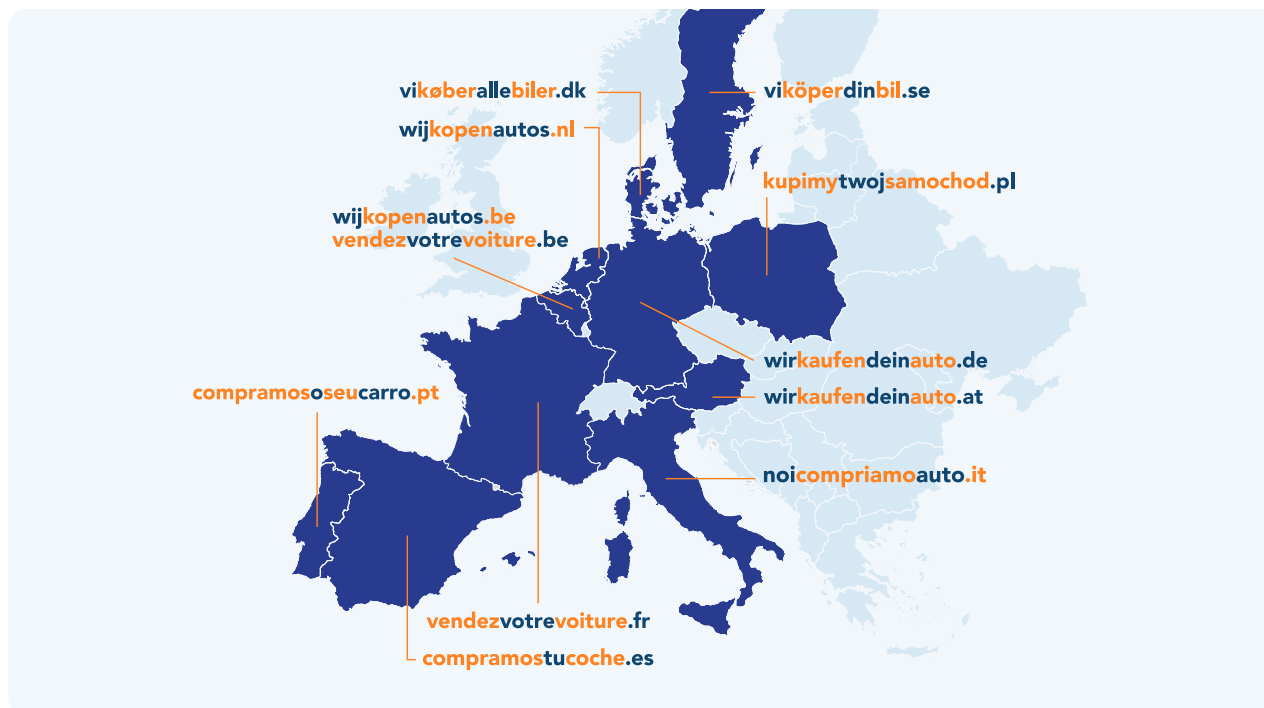 vikøberallebiler.dk
viköperdinbil.se
wijkopenautos.nl
kupimytwojsamochod.pl
wijkopenautos.be
vendezvotrevoiture.be
wirkaufendeinauto.de
compramososeucarro.pt
wirkaufendeinauto.at
noicompriamoauto.it
vendezvotrevoiture.fr
compramostucoche.es